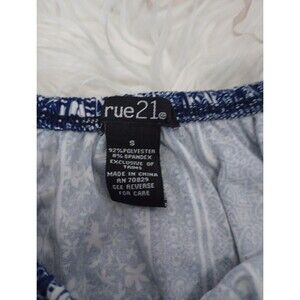 rue21
S
92% POLYESTER
8% SPANDEX
EXCLUSIVE OF
TRIMS
MADE IN CHINA
RN 70829
SEE REVERSE
FOR CARE